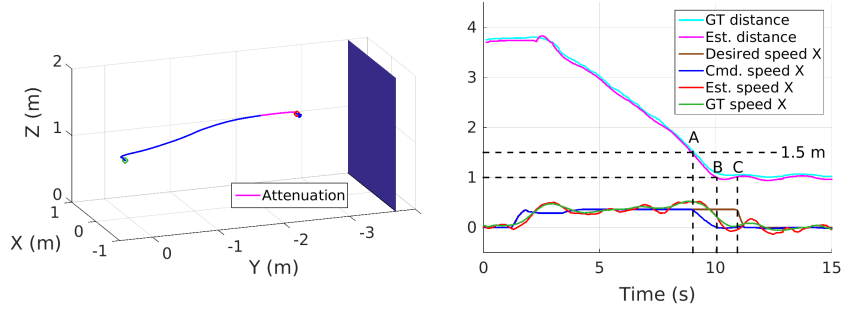 2
1
0
Z (m)
1
0
-1
X (m)
0
-1
-2
-3
Y (m)
Attenuation
4
3
2
1
0
GT distance
Est. distance
Desired speed X
Cmd. speed X
Est. speed X
GT speed X
A
1.5 m
B
C
0
5
10
15
Time (s)